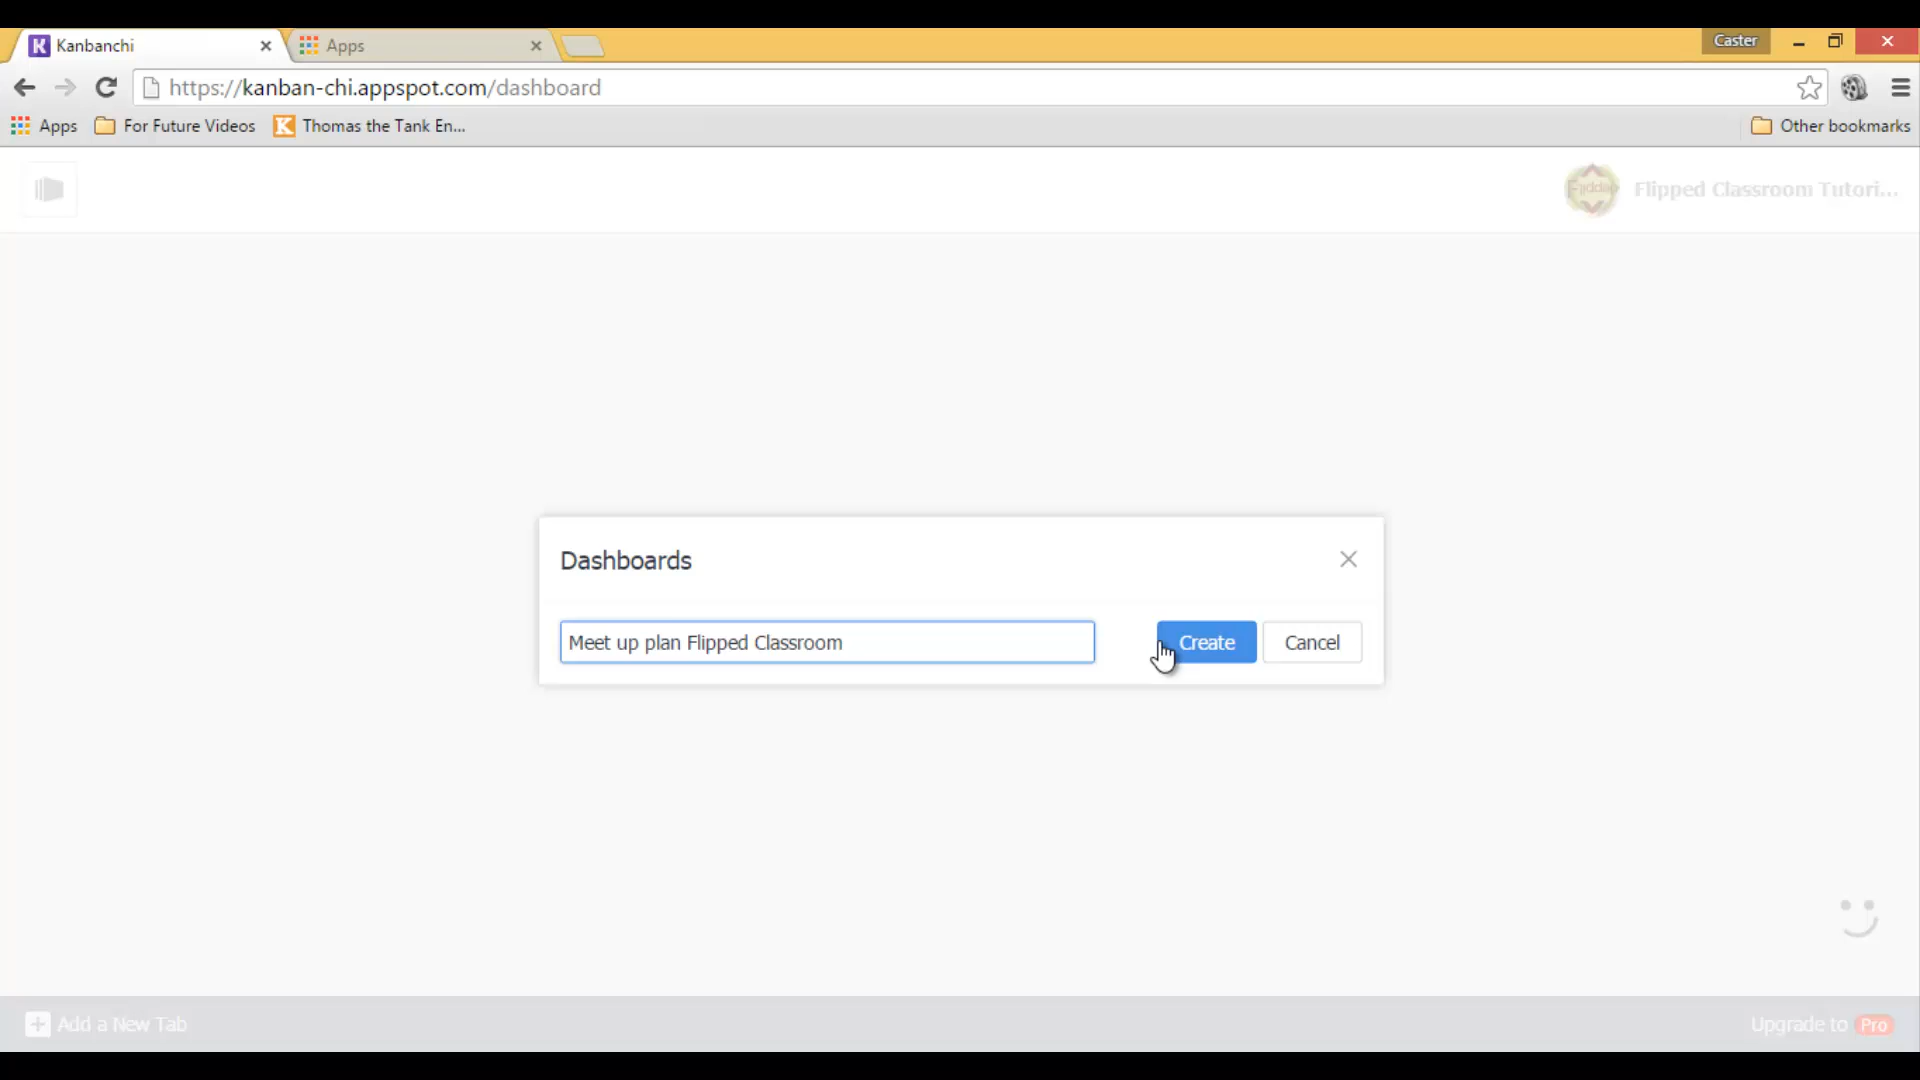 Kanbanchi
Apps
Caster
https://kanban-chi.appspot.com/dashboard
Apps
For Future Videos
K Thomas the Tank En...
Other bookmarks
Flipped Classroom Tutori...
Dashboards
Meet up plan Flipped Classroom
Create
Cancel
Add a New Tab
Upgrade to Pro